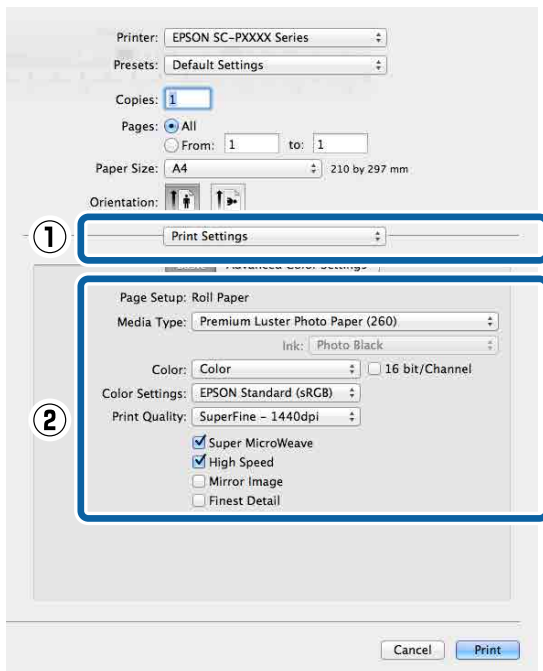 Printer: EPSON SC-PXXXX Series
Presets: Default Settings
Copies: 1
Pages: All
From: 1 to: 1
Paper Size: A4 210 by 297 mm
Orientation:
1 Print Settings
Advanced Color Settings
Page Setup: Roll Paper
Media Type: Premium Luster Photo Paper (260)
Ink: Photo Black
Color: Color 16 bit/Channel
Color Settings: EPSON Standard (sRGB)
2 Print Quality: SuperFine - 1440dpi
Super MicroWeave
High Speed
Mirror Image
Finest Detail
Cancel Print